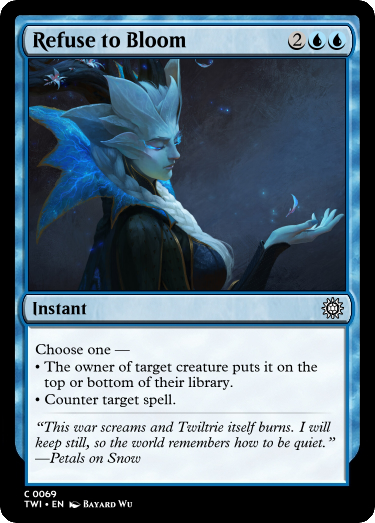 Refuse to Bloom 2
Instant
Choose one —
• The owner of target creature puts it on the
top or bottom of their library.
• Counter target spell.
“This war screams and Twiltrie itself burns. I will
keep still, so the world remembers how to be quiet.”
—Petals on Snow
C 0069
TWI • EN Bayard Wu